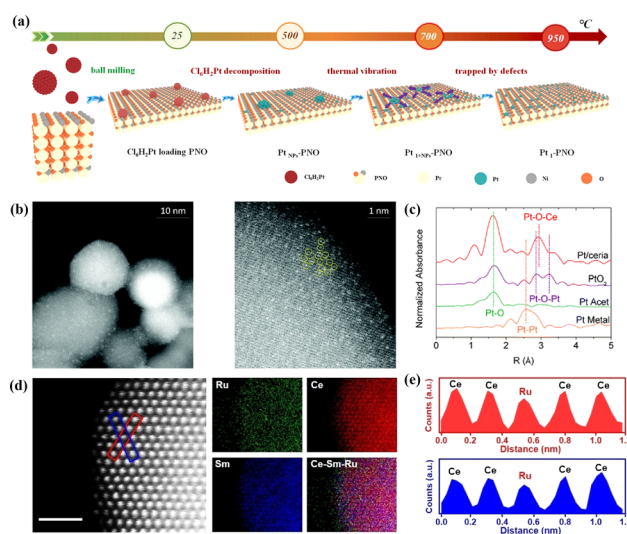 (a)
°C
25
500
700
950
ball milling
Cl₆H₂Pt decomposition
thermal vibration
trapped by defects
Cl₆H₂Pt loading PNO
Pt NPs-PNO
Pt 1+NPs-PNO
Pt 1-PNO
Cl₆H₂Pt
PNO
Pr
Pt
Ni
O
(b)
10 nm
1 nm
(c)
Normalized Absorbance
Pt-O-Ce
Pt/ceria
PtO₂
Pt-O-Pt
Pt Acet
Pt-O
Pt-Pt
Pt Metal
0 1 2 3 4 5
R (Å)
(d)
Ru
Ce
Sm
Ce-Sm-Ru
(e)
Counts (a.u.)
Ce Ce Ru Ce Ce
0.0 0.2 0.4 0.6 0.8 1.0 1.
Distance (nm)
Counts (a.u.)
Ce Ce Ru Ce Ce
0.0 0.2 0.4 0.6 0.8 1.0 1.
Distance (nm)